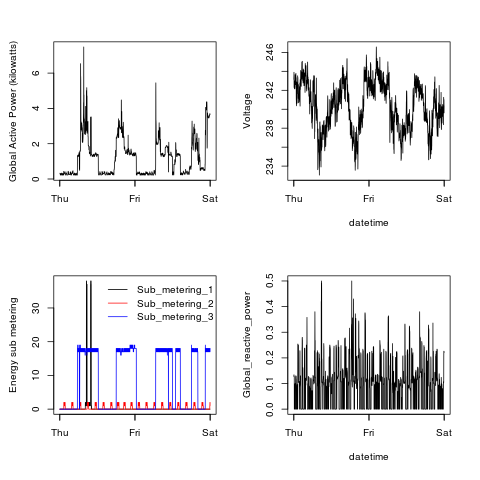 Global Active Power (kilowatts)
6
4
2
0
Thu
Fri
Sat
Voltage
246
242
238
234
Thu
Fri
Sat
datetime
Energy sub metering
30
20
10
0
Sub_metering_1
Sub_metering_2
Sub_metering_3
Thu
Fri
Sat
Global_reactive_power
0.5
0.4
0.3
0.2
0.1
0.0
Thu
Fri
Sat
datetime